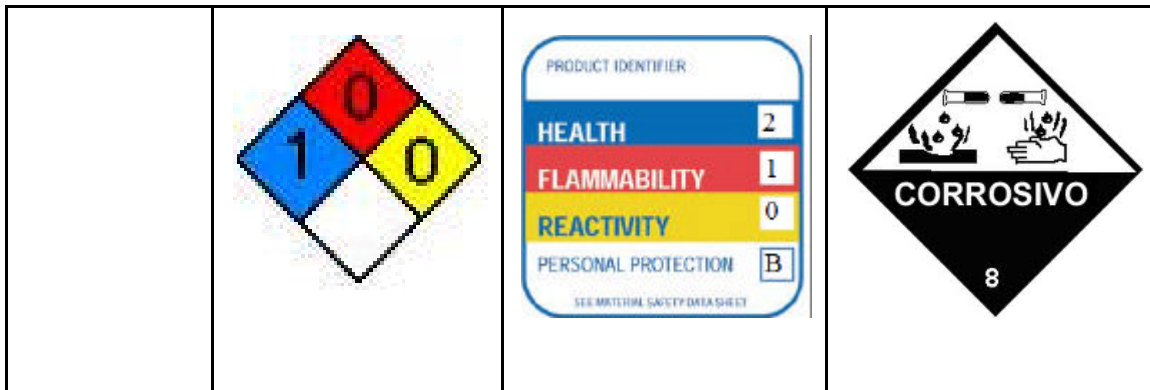 0
1
0
PRODUCT IDENTIFIER
HEALTH 2
FLAMMABILITY 1
REACTIVITY 0
PERSONAL PROTECTION B
SEE MATERIAL SAFETY DATA SHEET
CORROSIVO
8